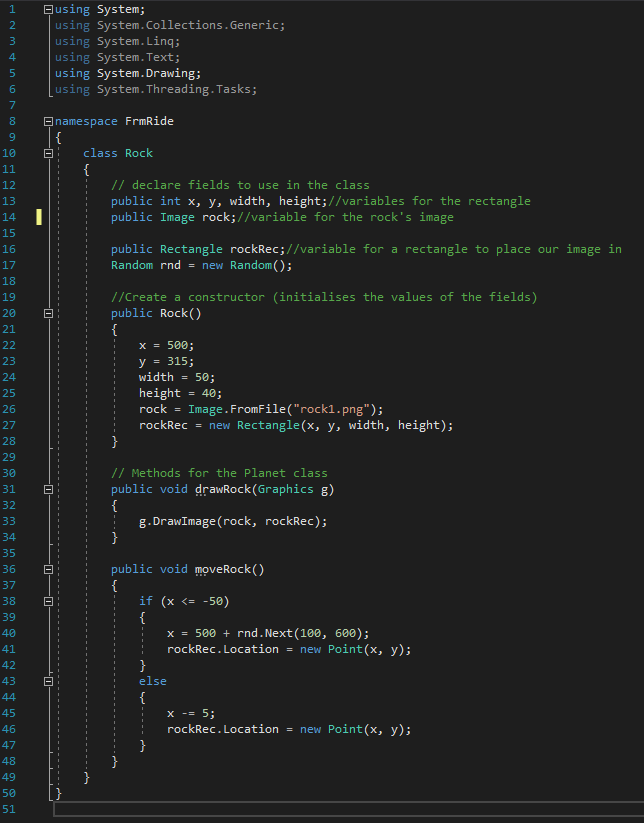 1 using System;
2 using System.Collections.Generic;
3 using System.Linq;
4 using System.Text;
5 using System.Drawing;
6 using System.Threading.Tasks;
7
8 namespace FrmRide
9 {
10     class Rock
11     {
12         // declare fields to use in the class
13         public int x, y, width, height;//variables for the rectangle
14         public Image rock;//variable for the rock's image
15
16         public Rectangle rockRec;//variable for a rectangle to place our image in
17         Random rnd = new Random();
18
19         //Create a constructor (initialises the values of the fields)
20         public Rock()
21         {
22             x = 500;
23             y = 315;
24             width = 50;
25             height = 40;
26             rock = Image.FromFile("rock1.png");
27             rockRec = new Rectangle(x, y, width, height);
28         }
29
30         // Methods for the Planet class
31         public void drawRock(Graphics g)
32         {
33             g.DrawImage(rock, rockRec);
34         }
35
36         public void moveRock()
37         {
38             if (x <= -50)
39             {
40                 x = 500 + rnd.Next(100, 600);
41                 rockRec.Location = new Point(x, y);
42             }
43             else
44             {
45                 x -= 5;
46                 rockRec.Location = new Point(x, y);
47             }
48         }
49     }
50 }
51